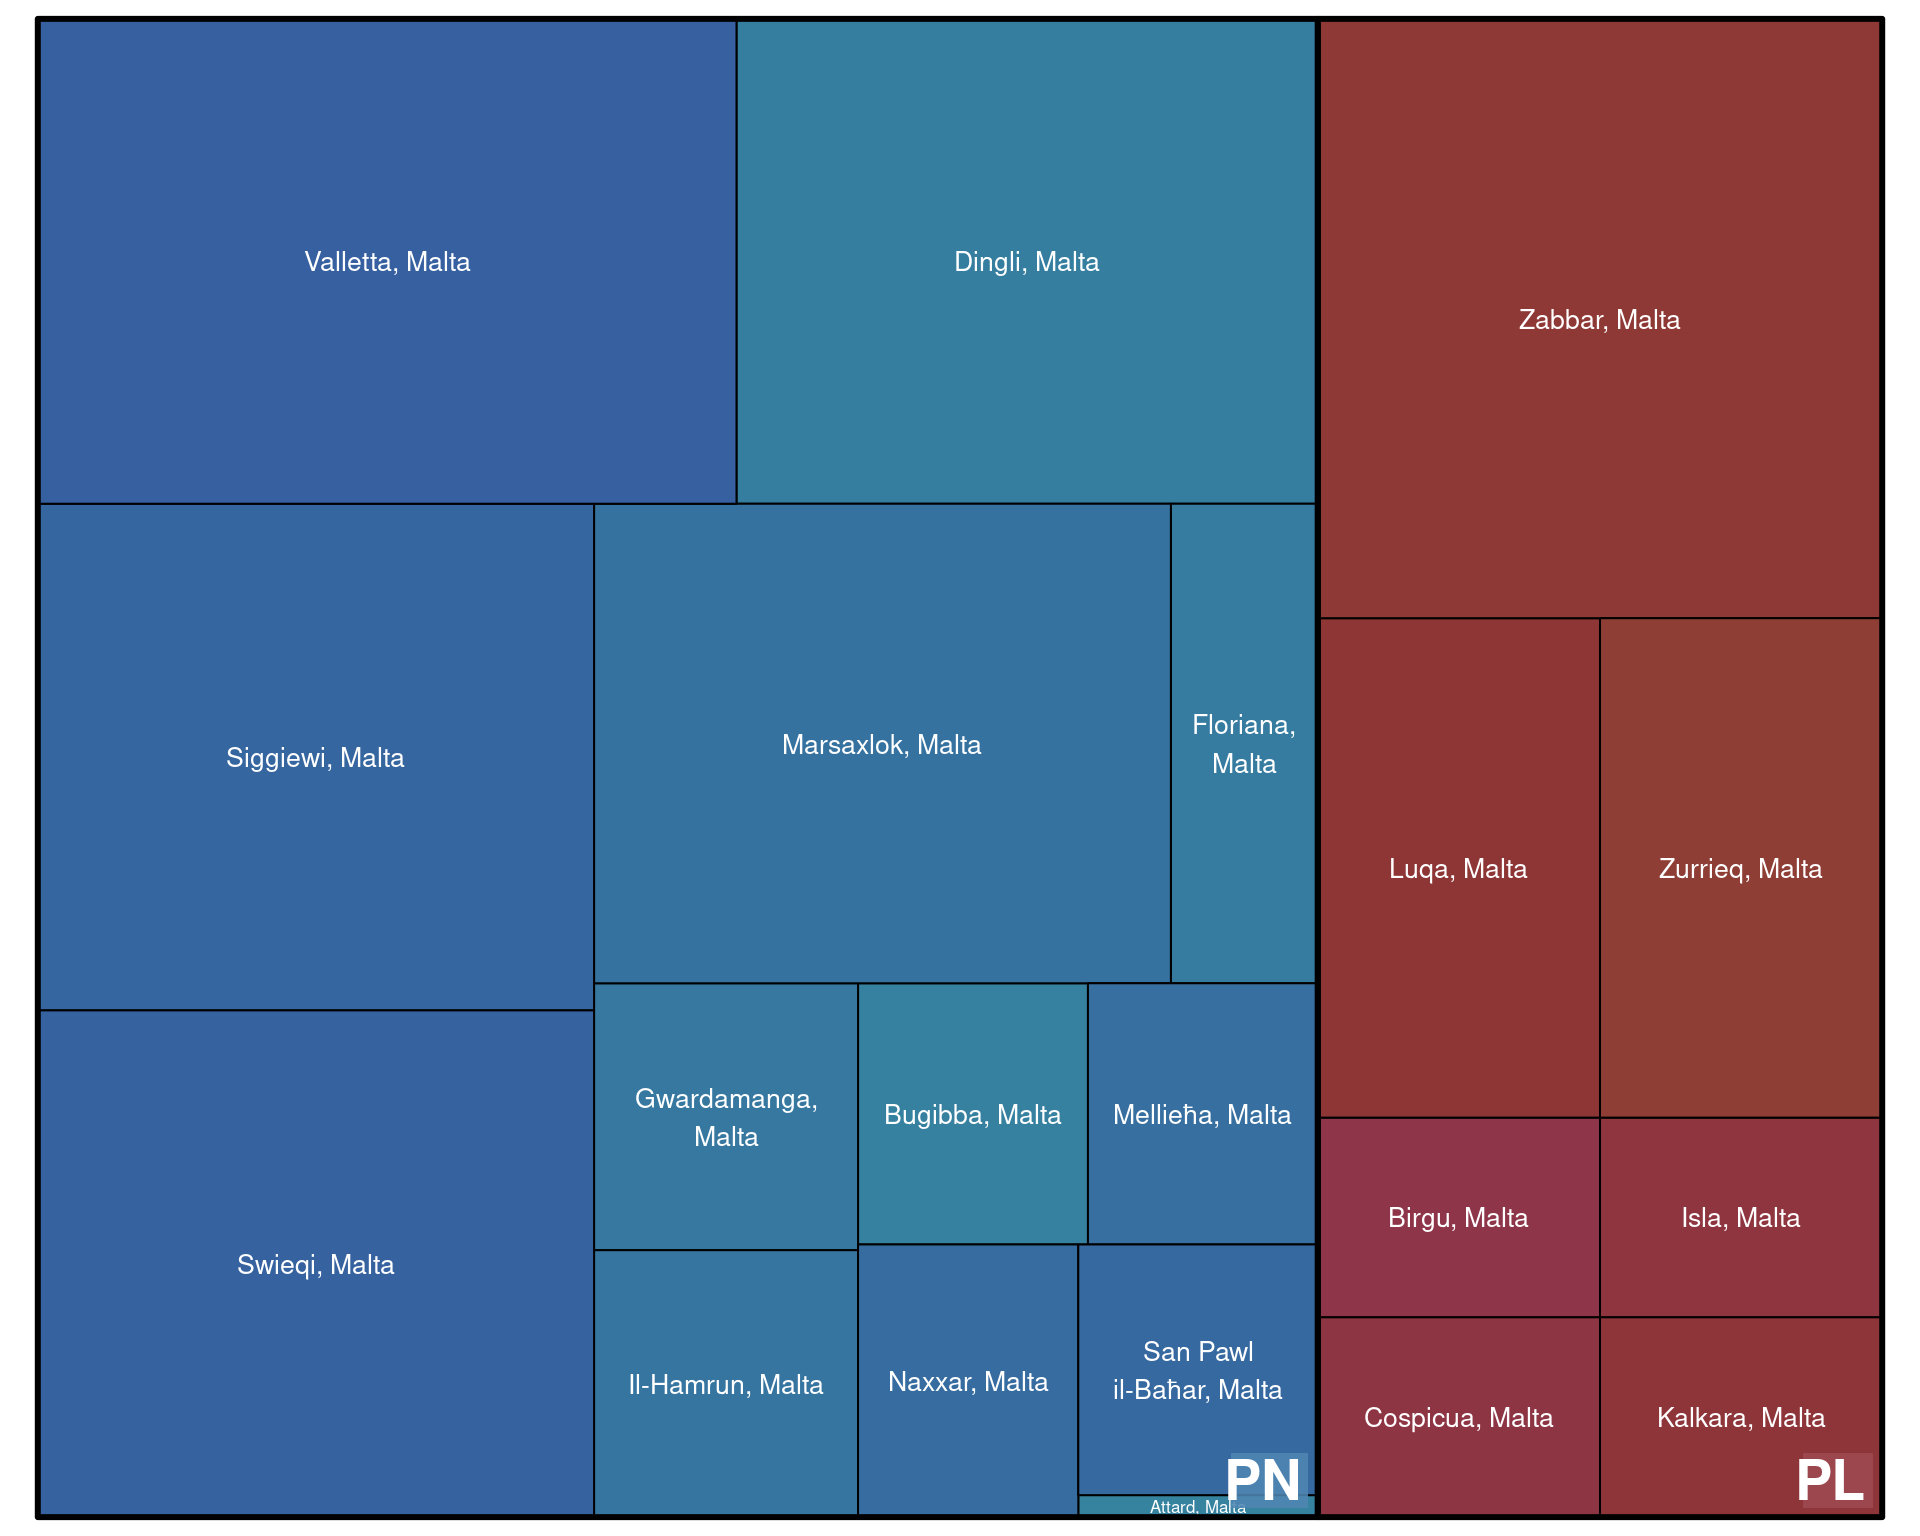 Valletta, Malta
Dingli, Malta
Zabbar, Malta
Siggiewi, Malta
Marsaxlok, Malta
Floriana,
Malta
Luqa, Malta
Zurrieq, Malta
Gwardamanga,
Malta
Bugibba, Malta
Mellieħa, Malta
Birgu, Malta
Isla, Malta
Swieqi, Malta
Il-Hamrun, Malta
Naxxar, Malta
San Pawl
il-Baħar, Malta
Cospicua, Malta
Kalkara, Malta
PN
PL
Attard, Malta